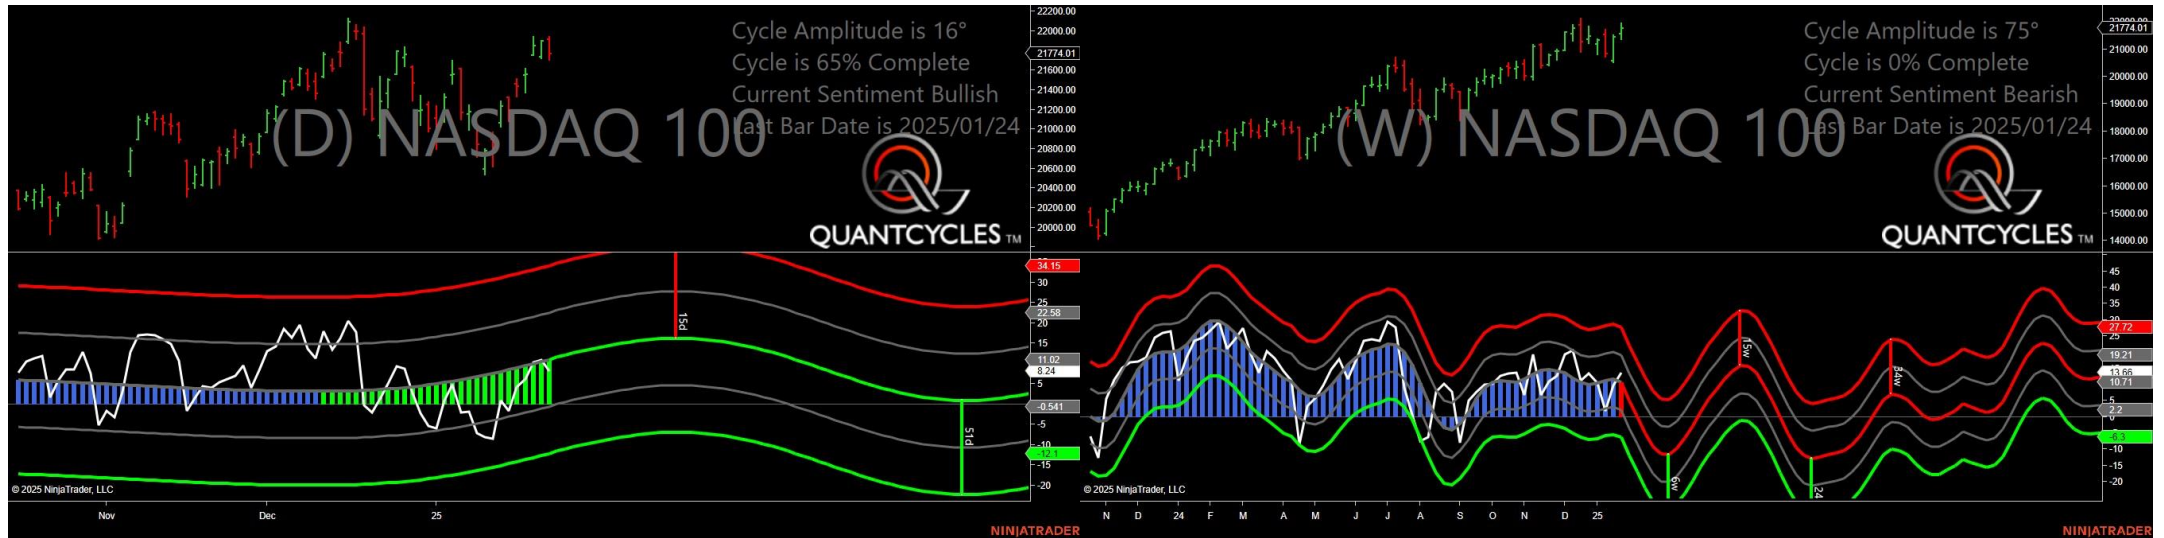 Cycle Amplitude is 16°
Cycle is 65% Complete
Current Sentiment Bullish
Last Bar Date is 2025/01/24
(D) NASDAQ 100
QUANTCYCLES TM
22200.00
22000.00
21774.01
21600.00
21400.00
21200.00
21000.00
20800.00
20600.00
20400.00
20200.00
20000.00
34.15
30
25
22.58
20
15
11.02
8.24
5
-0.541
-5
-10
-12.1
-15
-20
15d
51d
© 2025 NinjaTrader, LLC
Nov
Dec
25
NINJATRADER
Cycle Amplitude is 75°
Cycle is 0% Complete
Current Sentiment Bearish
Last Bar Date is 2025/01/24
(W) NASDAQ 100
QUANTCYCLES TM
21774.01
21000.00
20000.00
19000.00
18000.00
17000.00
16000.00
15000.00
14000.00
45
40
35
30
27.72
25
19.21
13.66
10.71
5
2.2
-6.3
-10
-15
-20
6w
15w
24
34w
© 2025 NinjaTrader, LLC
N D 24 F M A M J J A S O N D 25
NINJATRADER